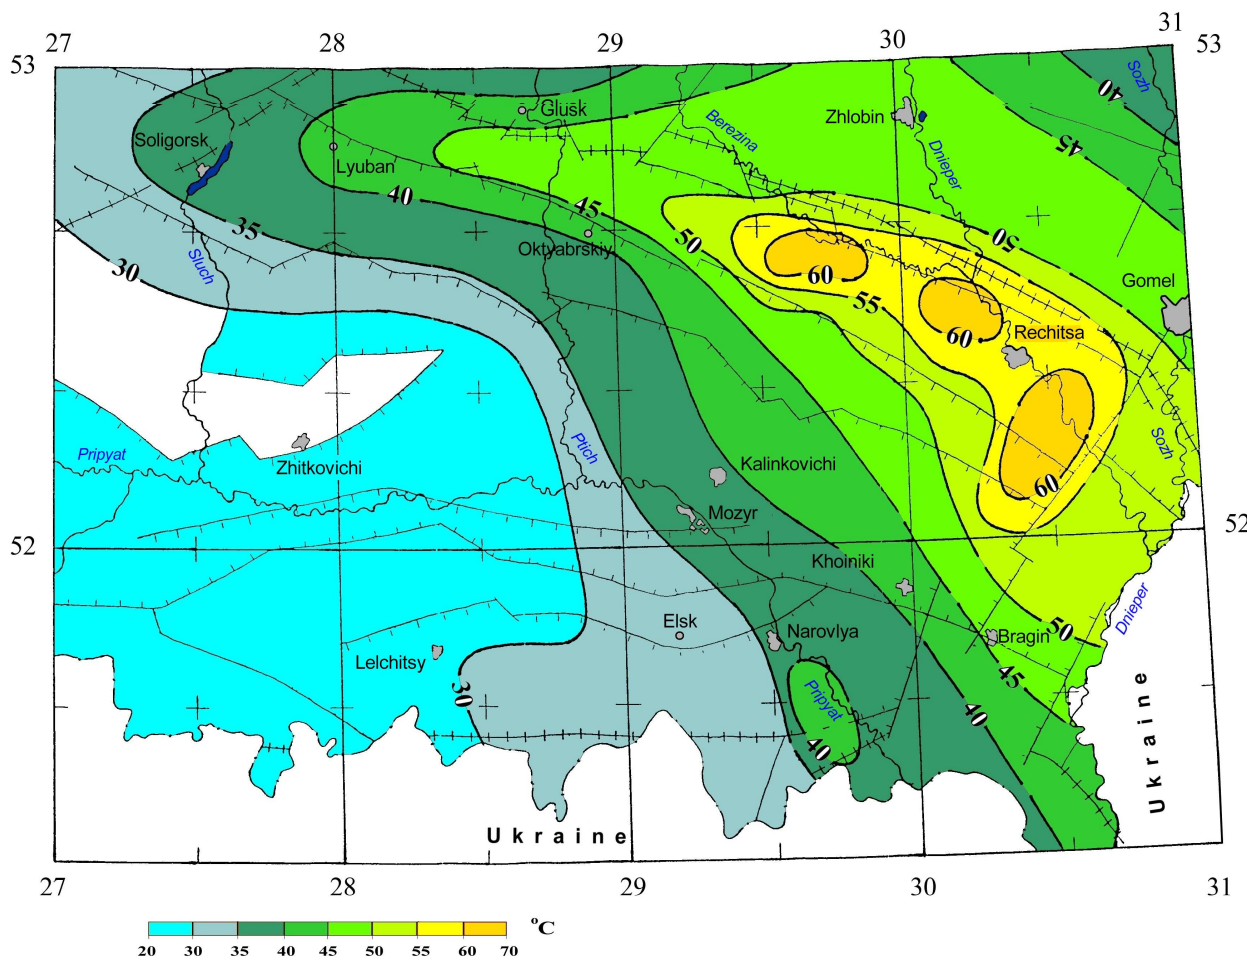 27 28 29 30 31
53 53
Sozh
40
Glusk
Zhlobin
Berezina
Soligorsk
45
Dnieper
Lyuban
40
45
35
50
50
Oktyabrskiy
Sluch
30
60
55
Gomel
60
Rechitsa
Ptich
Sozh
Pripyat
Zhitkovichi
Kalinkovichi
60
Mozyr
52 52
Khoiniki
Dnieper
Elsk
Narovlya
50
Bragin
Lelchitsy
45
30
Pripyat
40
40
Ukraine
Ukraine
27 28 29 30 31
°C
20 30 35 40 45 50 55 60 70